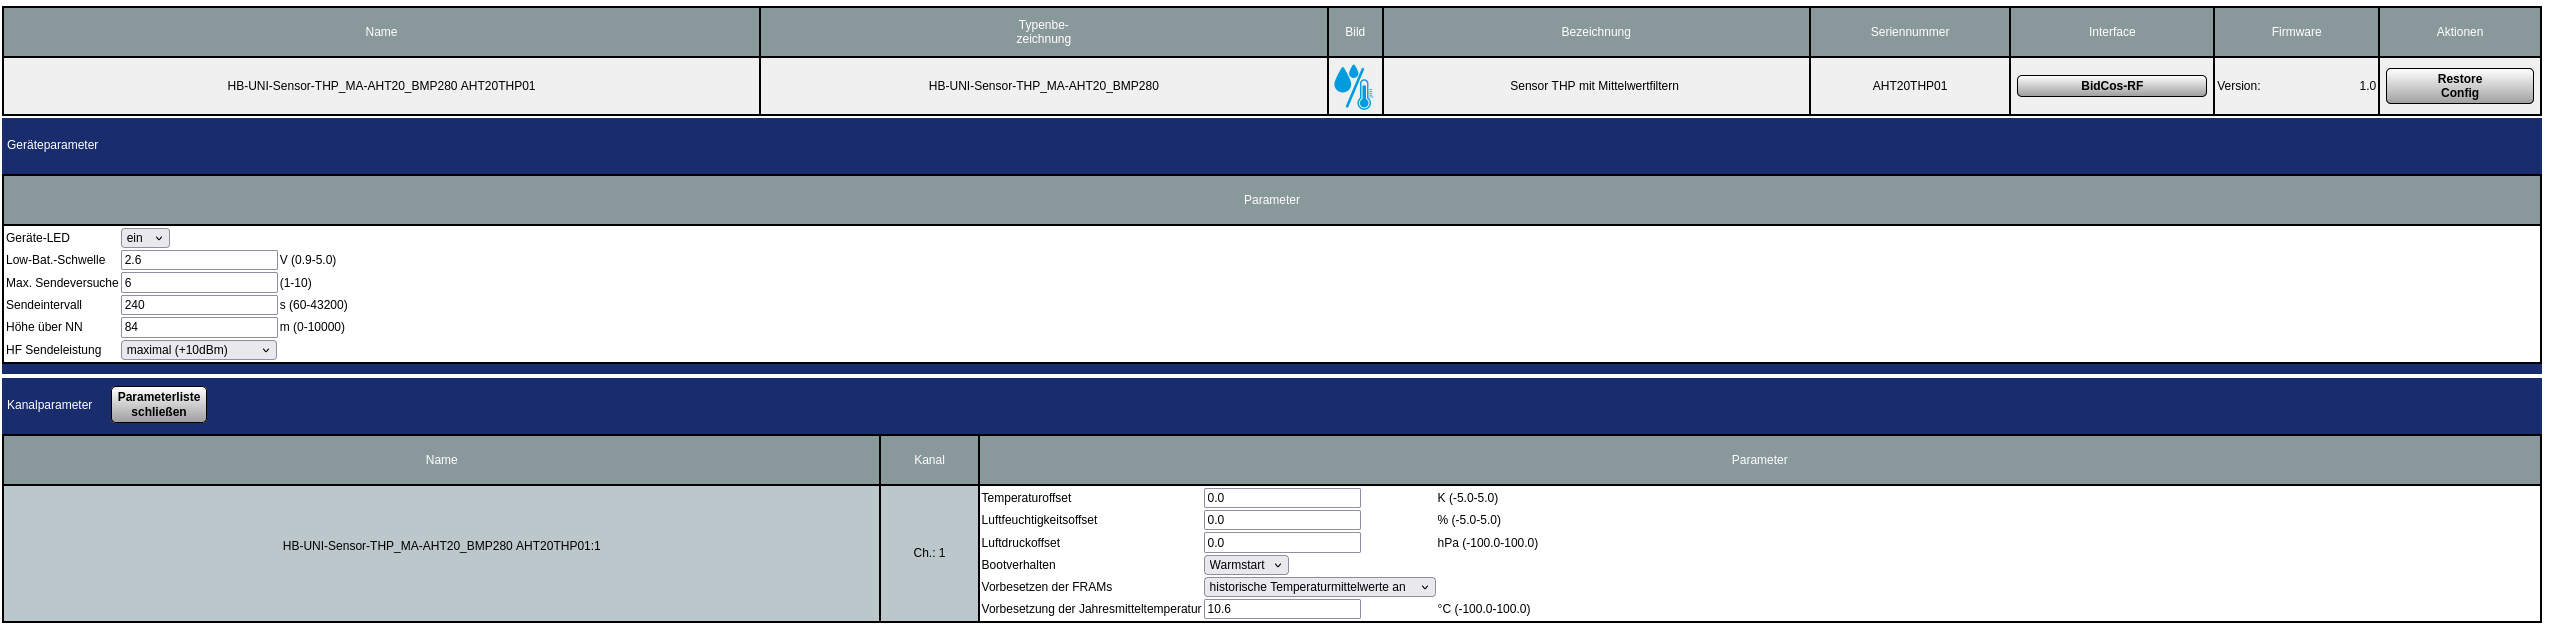 Name
Typenbe-
zeichnung
Bild
Bezeichnung
Seriennummer
Interface
Firmware
Aktionen
HB-UNI-Sensor-THP_MA-AHT20_BMP280 AHT20THP01
HB-UNI-Sensor-THP_MA-AHT20_BMP280
Sensor THP mit Mittelwertfiltern
AHT20THP01
BidCos-RF
Version: 1.0
Restore
Config
Geräteparameter
Parameter
Geräte-LED ein
Low-Bat.-Schwelle 2.6 V (0.9-5.0)
Max. Sendeversuche 6 (1-10)
Sendeintervall 240 s (60-43200)
Höhe über NN 84 m (0-10000)
HF Sendeleistung maximal (+10dBm)
Kanalparameter
Parameterliste
schließen
Name
Kanal
Parameter
HB-UNI-Sensor-THP_MA-AHT20_BMP280 AHT20THP01:1
Ch.: 1
Temperaturoffset 0.0 K (-5.0-5.0)
Luftfeuchtigkeitsoffset 0.0 % (-5.0-5.0)
Luftdruckoffset 0.0 hPa (-100.0-100.0)
Bootverhalten Warmstart
Vorbesetzen der FRAMs historische Temperaturmittelwerte an
Vorbesetzung der Jahresmitteltemperatur 10.6 °C (-100.0-100.0)